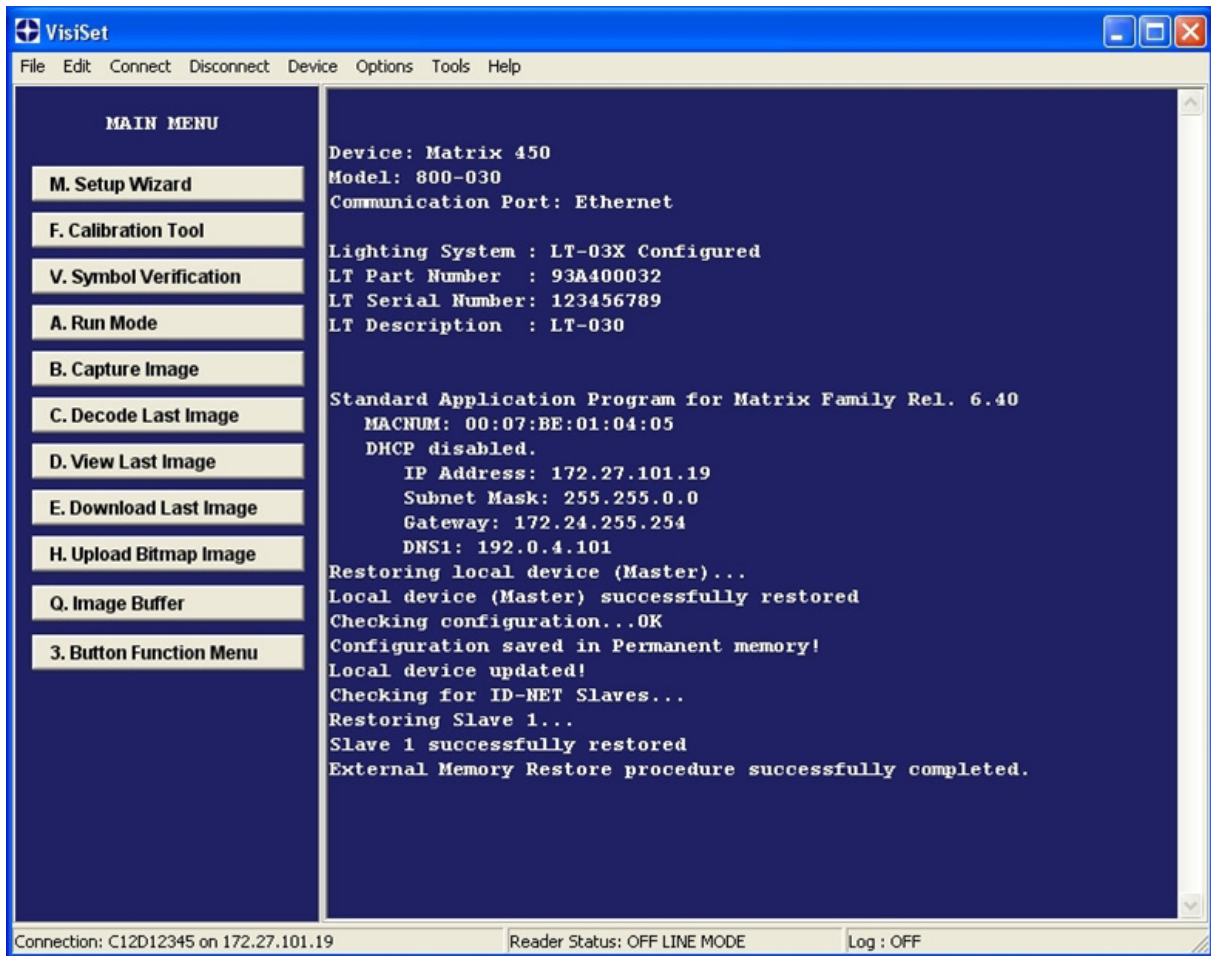 VisiSet
File Edit Connect Disconnect Device Options Tools Help
MAIN MENU
M. Setup Wizard
F. Calibration Tool
V. Symbol Verification
A. Run Mode
B. Capture Image
C. Decode Last Image
D. View Last Image
E. Download Last Image
H. Upload Bitmap Image
Q. Image Buffer
3. Button Function Menu
Device: Matrix 450
Model: 800-030
Communication Port: Ethernet
Lighting System : LT-03X Configured
LT Part Number : 93A400032
LT Serial Number: 123456789
LT Description : LT-030
Standard Application Program for Matrix Family Rel. 6.40
MACNUM: 00:07:BE:01:04:05
DHCP disabled.
IP Address: 172.27.101.19
Subnet Mask: 255.255.0.0
Gateway: 172.24.255.254
DNS1: 192.0.4.101
Restoring local device (Master)...
Local device (Master) successfully restored
Checking configuration...OK
Configuration saved in Permanent memory!
Local device updated!
Checking for ID-NET Slaves...
Restoring Slave 1...
Slave 1 successfully restored
External Memory Restore procedure successfully completed.
Connection: C12D12345 on 172.27.101.19
Reader Status: OFF LINE MODE
Log : OFF